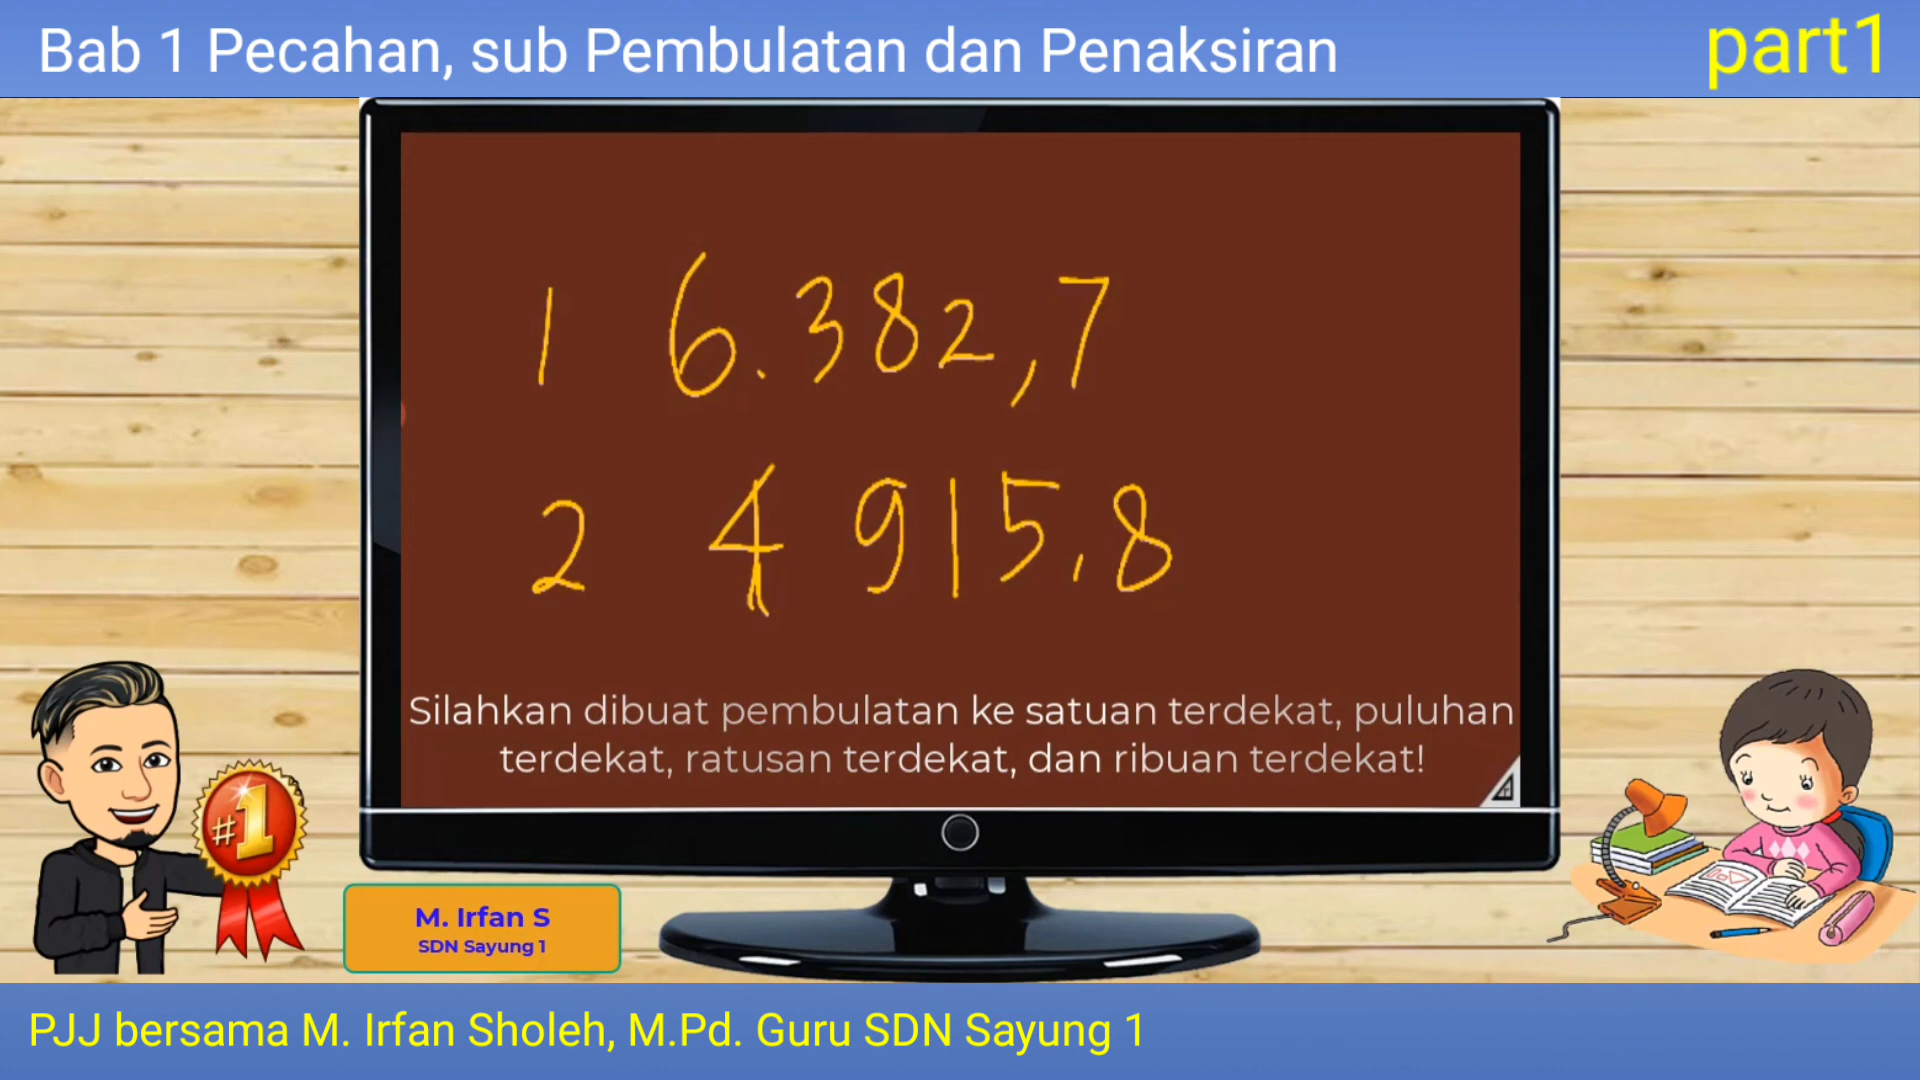 Bab 1 Pecahan, sub Pembulatan dan Penaksiran
part1
1 6.382,7
2 4 915,8
Silahkan dibuat pembulatan ke satuan terdekat, puluhan
terdekat, ratusan terdekat, dan ribuan terdekat!
#1
M. Irfan S
SDN Sayung 1
PJJ bersama M. Irfan Sholeh, M.Pd. Guru SDN Sayung 1